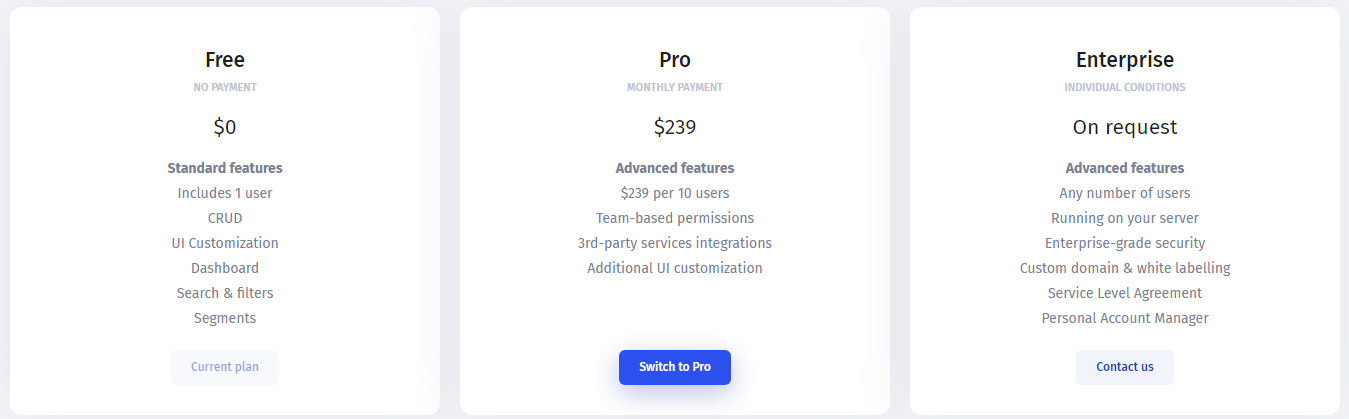 Free
NO PAYMENT
$0
Standard features
Includes 1 user
CRUD
UI Customization
Dashboard
Search & filters
Segments
Current plan
Pro
MONTHLY PAYMENT
$239
Advanced features
$239 per 10 users
Team-based permissions
3rd-party services integrations
Additional UI customization
Switch to Pro
Enterprise
INDIVIDUAL CONDITIONS
On request
Advanced features
Any number of users
Running on your server
Enterprise-grade security
Custom domain & white labelling
Service Level Agreement
Personal Account Manager
Contact us